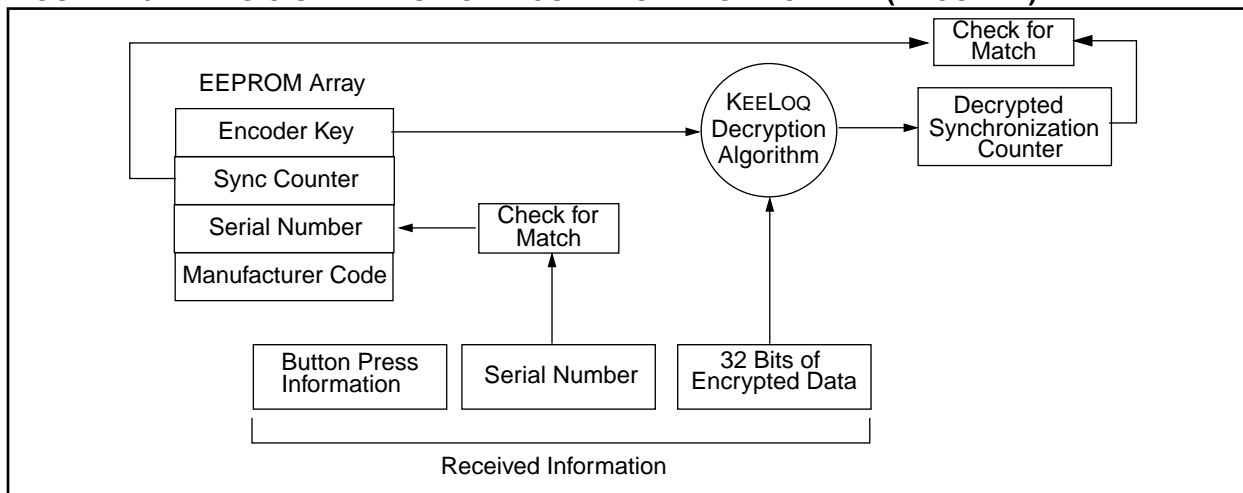 Check for
Match
EEPROM Array
Encoder Key
Sync Counter
Serial Number
Manufacturer Code
KEELOQ
Decryption
Algorithm
Decrypted
Synchronization
Counter
Check for
Match
Button Press
Information
Serial Number
32 Bits of
Encrypted Data
Received Information